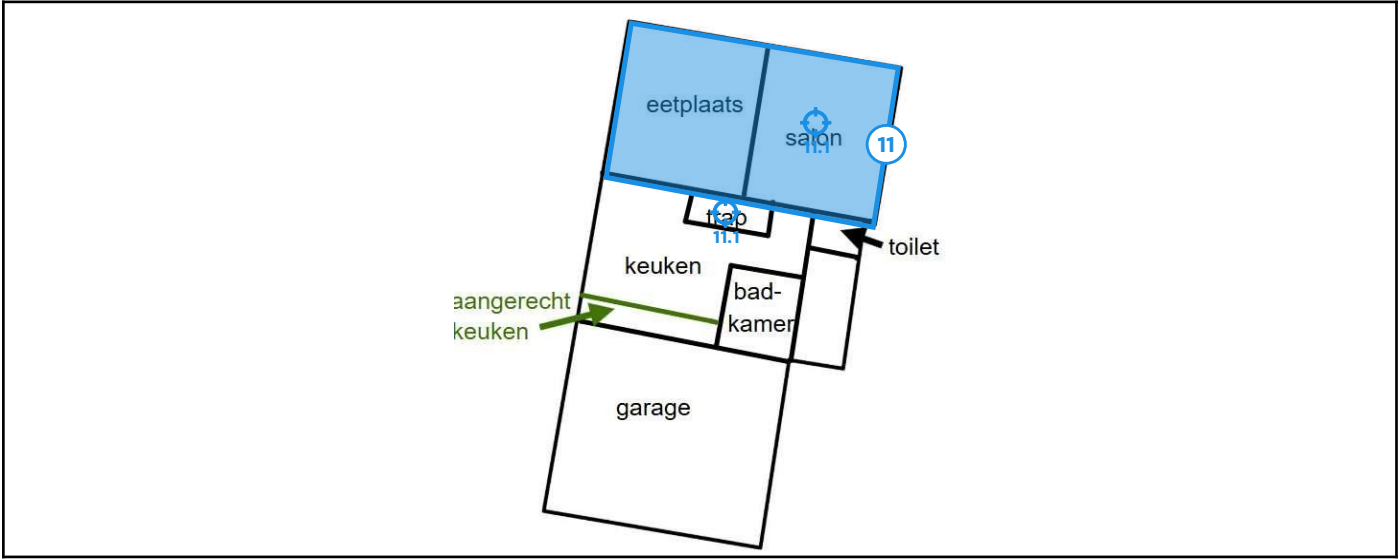 eetplaats
salon
11.1
11
trap
11.1
toilet
keuken
bad-
kamer
aangerecht
keuken
garage